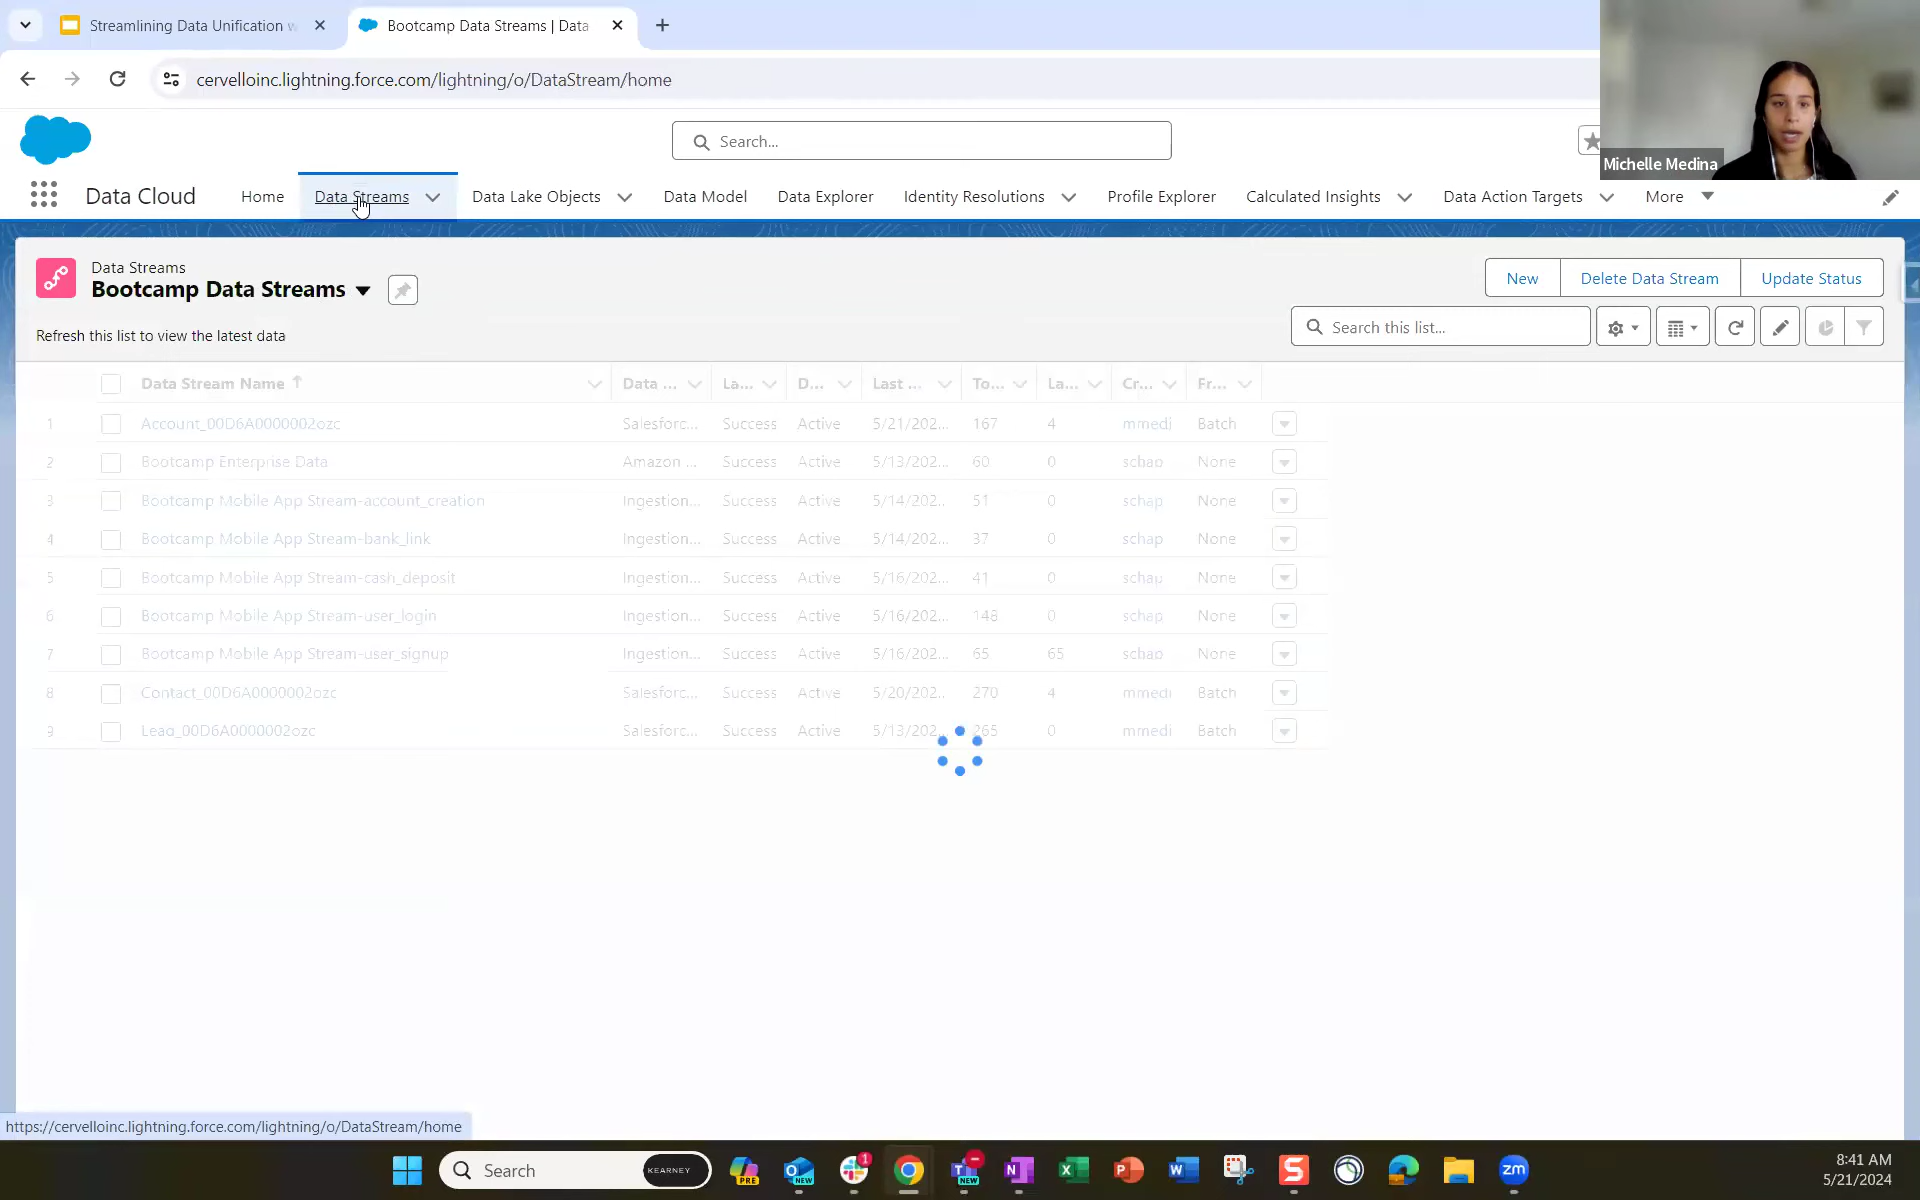 Streamlining Data Unification w
Bootcamp Data Streams | Data
cervelloinc.lightning.force.com/lightning/o/DataStream/home
Search...
Michelle Medina
Data Cloud
Home
Data Streams
Data Lake Objects
Data Model
Data Explorer
Identity Resolutions
Profile Explorer
Calculated Insights
Data Action Targets
More
Data Streams
Bootcamp Data Streams
New
Delete Data Stream
Update Status
Refresh this list to view the latest data
Search this list...
Data Stream Name Data ... La... D... Last ... To... La... Cr... Fr...
1 Account_00D6A0000002ozc Salesforc... Success Active 5/21/202... 167 4 mmedi Batch
2 Bootcamp Enterprise Data Amazon ... Success Active 5/13/202... 60 0 schap None
3 Bootcamp Mobile App Stream-account_creation Ingestion... Success Active 5/14/202... 51 0 schap None
4 Bootcamp Mobile App Stream-bank_link Ingestion... Success Active 5/14/202... 37 0 schap None
5 Bootcamp Mobile App Stream-cash_deposit Ingestion... Success Active 5/16/202... 41 0 schap None
6 Bootcamp Mobile App Stream-user_login Ingestion... Success Active 5/16/202... 148 0 schap None
7 Bootcamp Mobile App Stream-user_signup Ingestion... Success Active 5/16/202... 65 65 schap None
8 Contact_00D6A0000002ozc Salesforc... Success Active 5/20/202... 270 4 mmedi Batch
9 Lead_00D6A0000002ozc Salesforc... Success Active 5/13/202... 265 0 mmedi Batch
https://cervelloinc.lightning.force.com/lightning/o/DataStream/home
Search
KEARNEY
PRE
NEW
1
NEW
zm
8:41 AM
5/21/2024